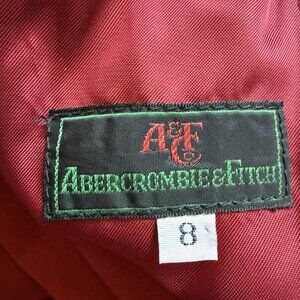 A&F
Co
ABERCROMBIE & FITCH
8